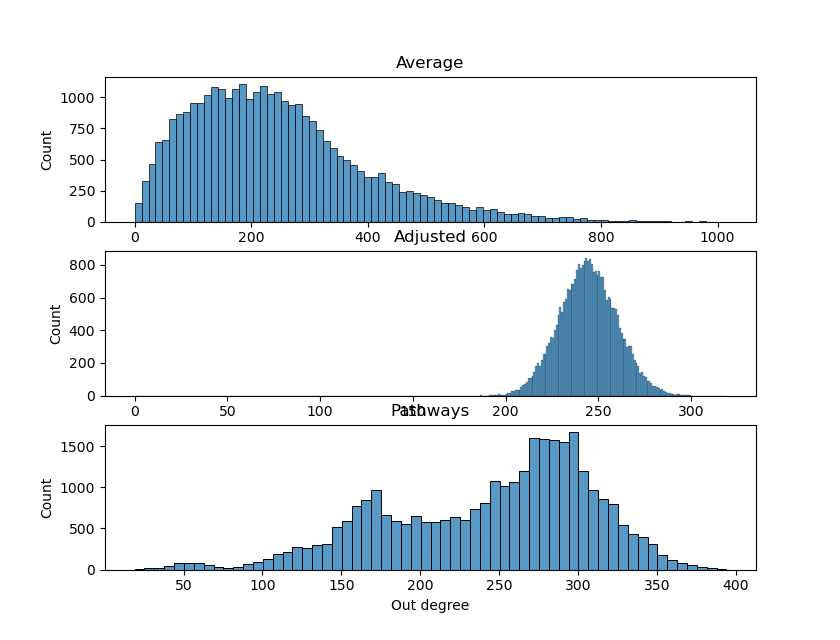 Average
Count
1000
750
500
250
0
0 200 400 600 800 1000
Adjusted
Count
800
600
400
200
0
0 50 100 150 200 250 300
Pathways
Count
1500
1000
500
0
50 100 150 200 250 300 350 400
Out degree